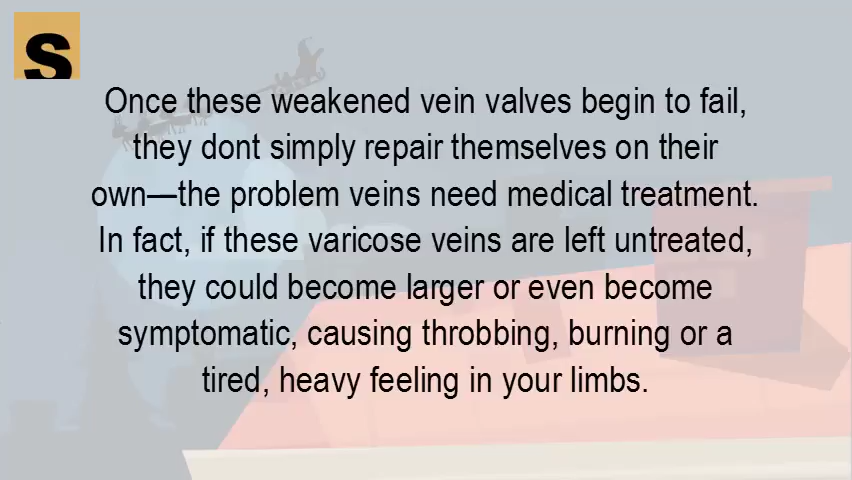 S
Once these weakened vein valves begin to fail,
they dont simply repair themselves on their
own—the problem veins need medical treatment.
In fact, if these varicose veins are left untreated,
they could become larger or even become
symptomatic, causing throbbing, burning or a
tired, heavy feeling in your limbs.